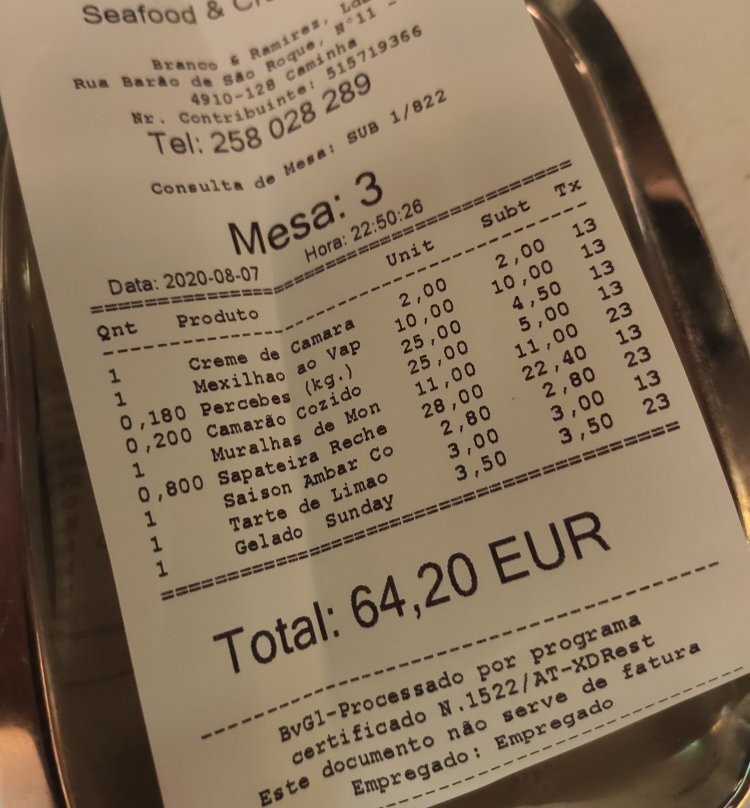 Seafood &
Branco & Ramirez, Lda
Rua Barão de São Roque, Nº11 -
4910-128 Caminha
Nr. Contribuinte: 515719366
Tel: 258 028 289
Consulta de Mesa: SUB 1/822
Mesa: 3
Data: 2020-08-07 Hora: 22:50:26
Qnt Produto Unit Subt Tx
1 Creme de Camara 2,00 2,00 13
1 Mexilhao ao Vap 10,00 10,00 13
0,180 Percebes (kg.) 25,00 4,50 13
0,200 Camarão Cozido 25,00 5,00 13
1 Muralhas de Mon 11,00 11,00 23
0,800 Sapateira Reche 28,00 22,40 13
1 Saison Ambar Co 2,80 2,80 23
1 Tarte de Limao 3,00 3,00 13
1 Gelado Sunday 3,50 3,50 23
Total: 64,20 EUR
BvGl-Processado por programa
certificado N.1522/AT-XDRest
Este documento não serve de fatura
Empregado: Empregado